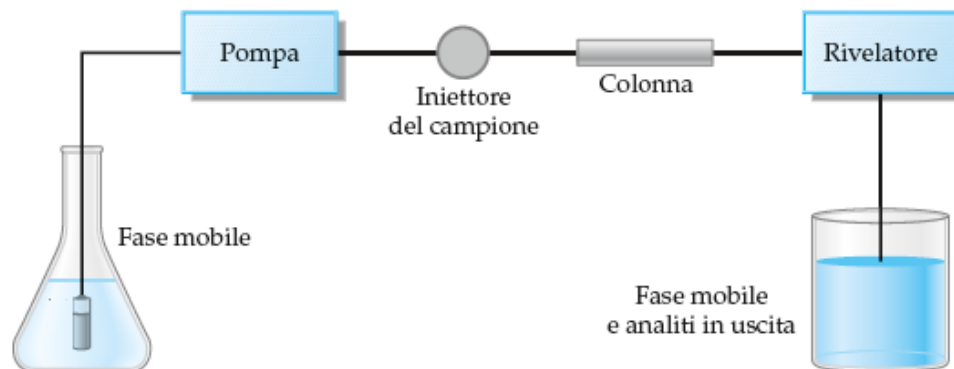 Pompa
Iniettore
del campione
Colonna
Rivelatore
Fase mobile
Fase mobile
e analiti in uscita